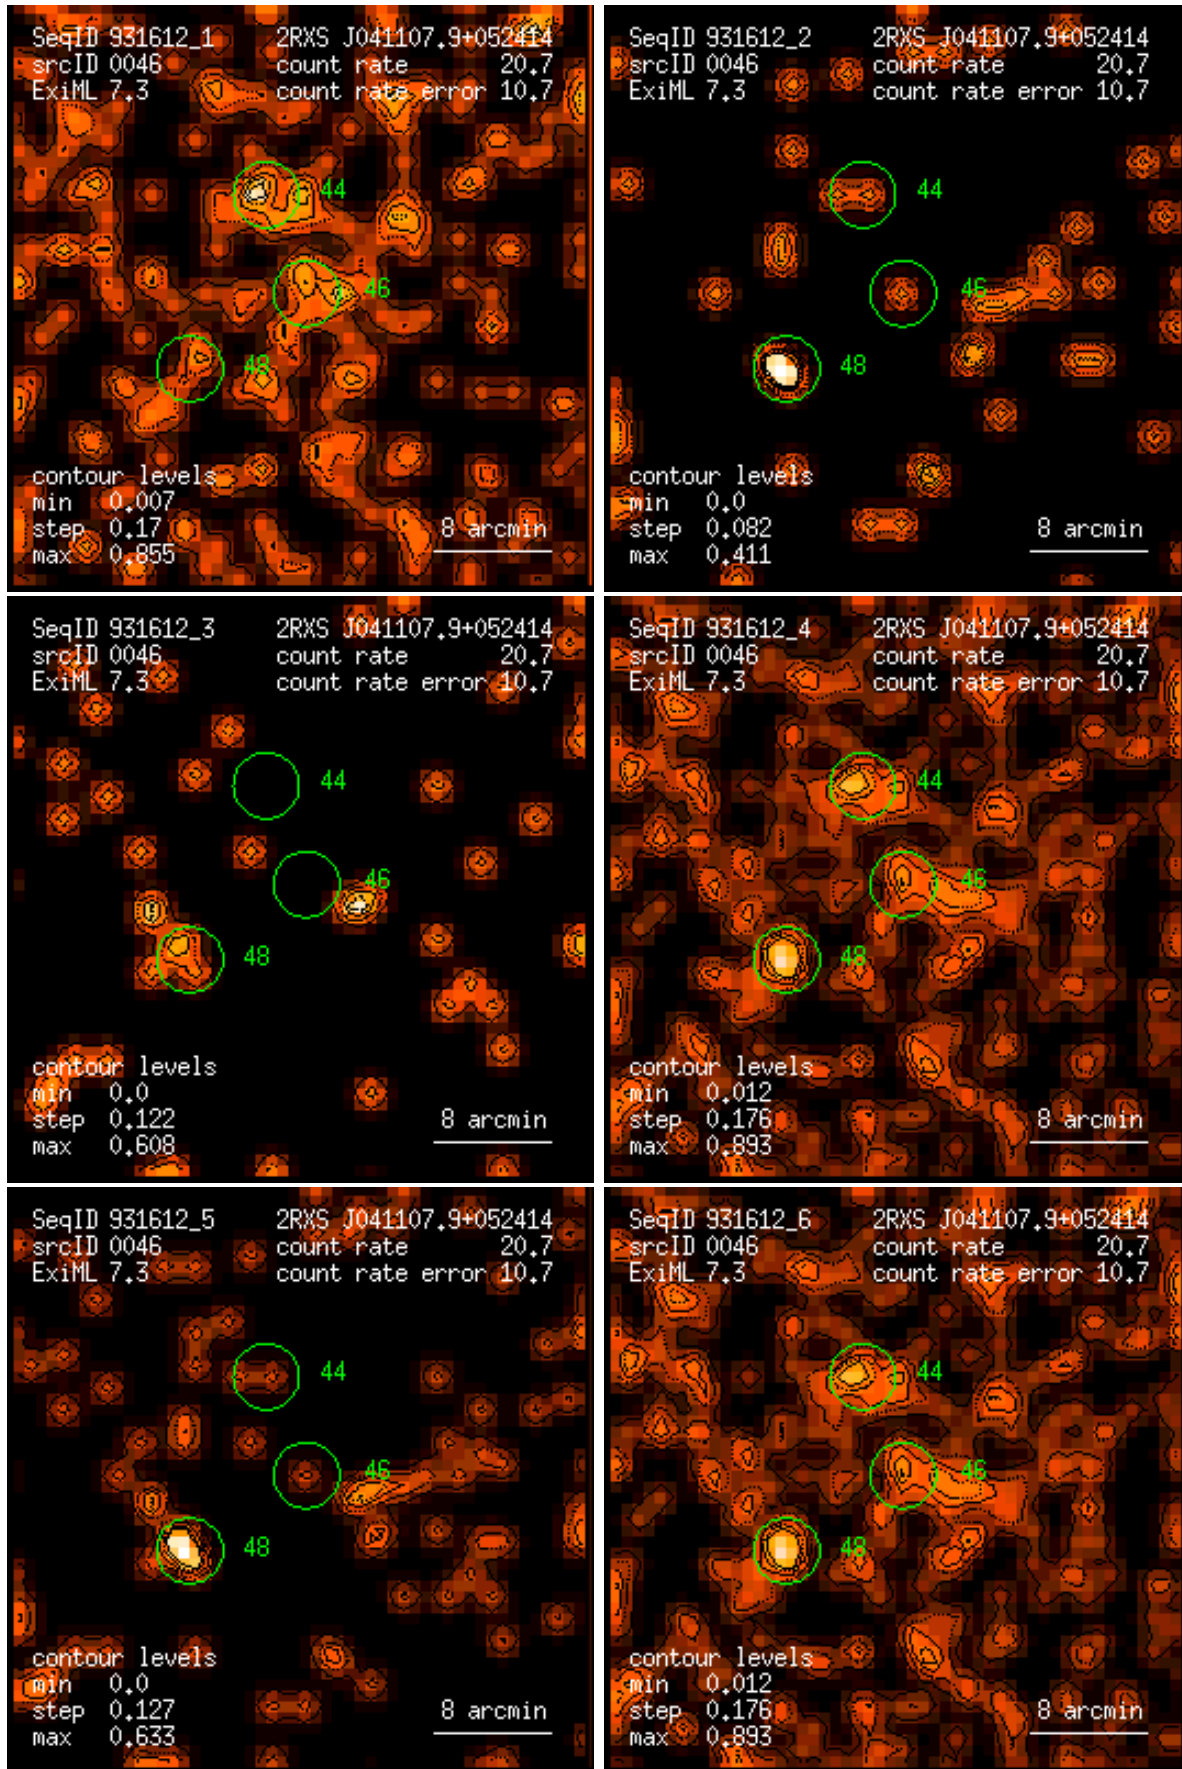 SeqID 931612_1 2RXS J041107.9+052414
srcID 0046 count rate 20.7
ExiML 7.3 count rate error 10.7
44
46
48
contour levels
min 0.007
step 0.17
max 0.855
8 arcmin
SeqID 931612_2 2RXS J041107.9+052414
srcID 0046 count rate 20.7
ExiML 7.3 count rate error 10.7
44
46
48
contour levels
min 0.0
step 0.082
max 0.411
8 arcmin
SeqID 931612_3 2RXS J041107.9+052414
srcID 0046 count rate 20.7
ExiML 7.3 count rate error 10.7
44
46
48
contour levels
min 0.0
step 0.122
max 0.608
8 arcmin
SeqID 931612_4 2RXS J041107.9+052414
srcID 0046 count rate 20.7
ExiML 7.3 count rate error 10.7
44
46
48
contour levels
min 0.012
step 0.176
max 0.893
8 arcmin
SeqID 931612_5 2RXS J041107.9+052414
srcID 0046 count rate 20.7
ExiML 7.3 count rate error 10.7
44
46
48
contour levels
min 0.0
step 0.127
max 0.633
8 arcmin
SeqID 931612_6 2RXS J041107.9+052414
srcID 0046 count rate 20.7
ExiML 7.3 count rate error 10.7
44
46
48
contour levels
min 0.012
step 0.176
max 0.893
8 arcmin